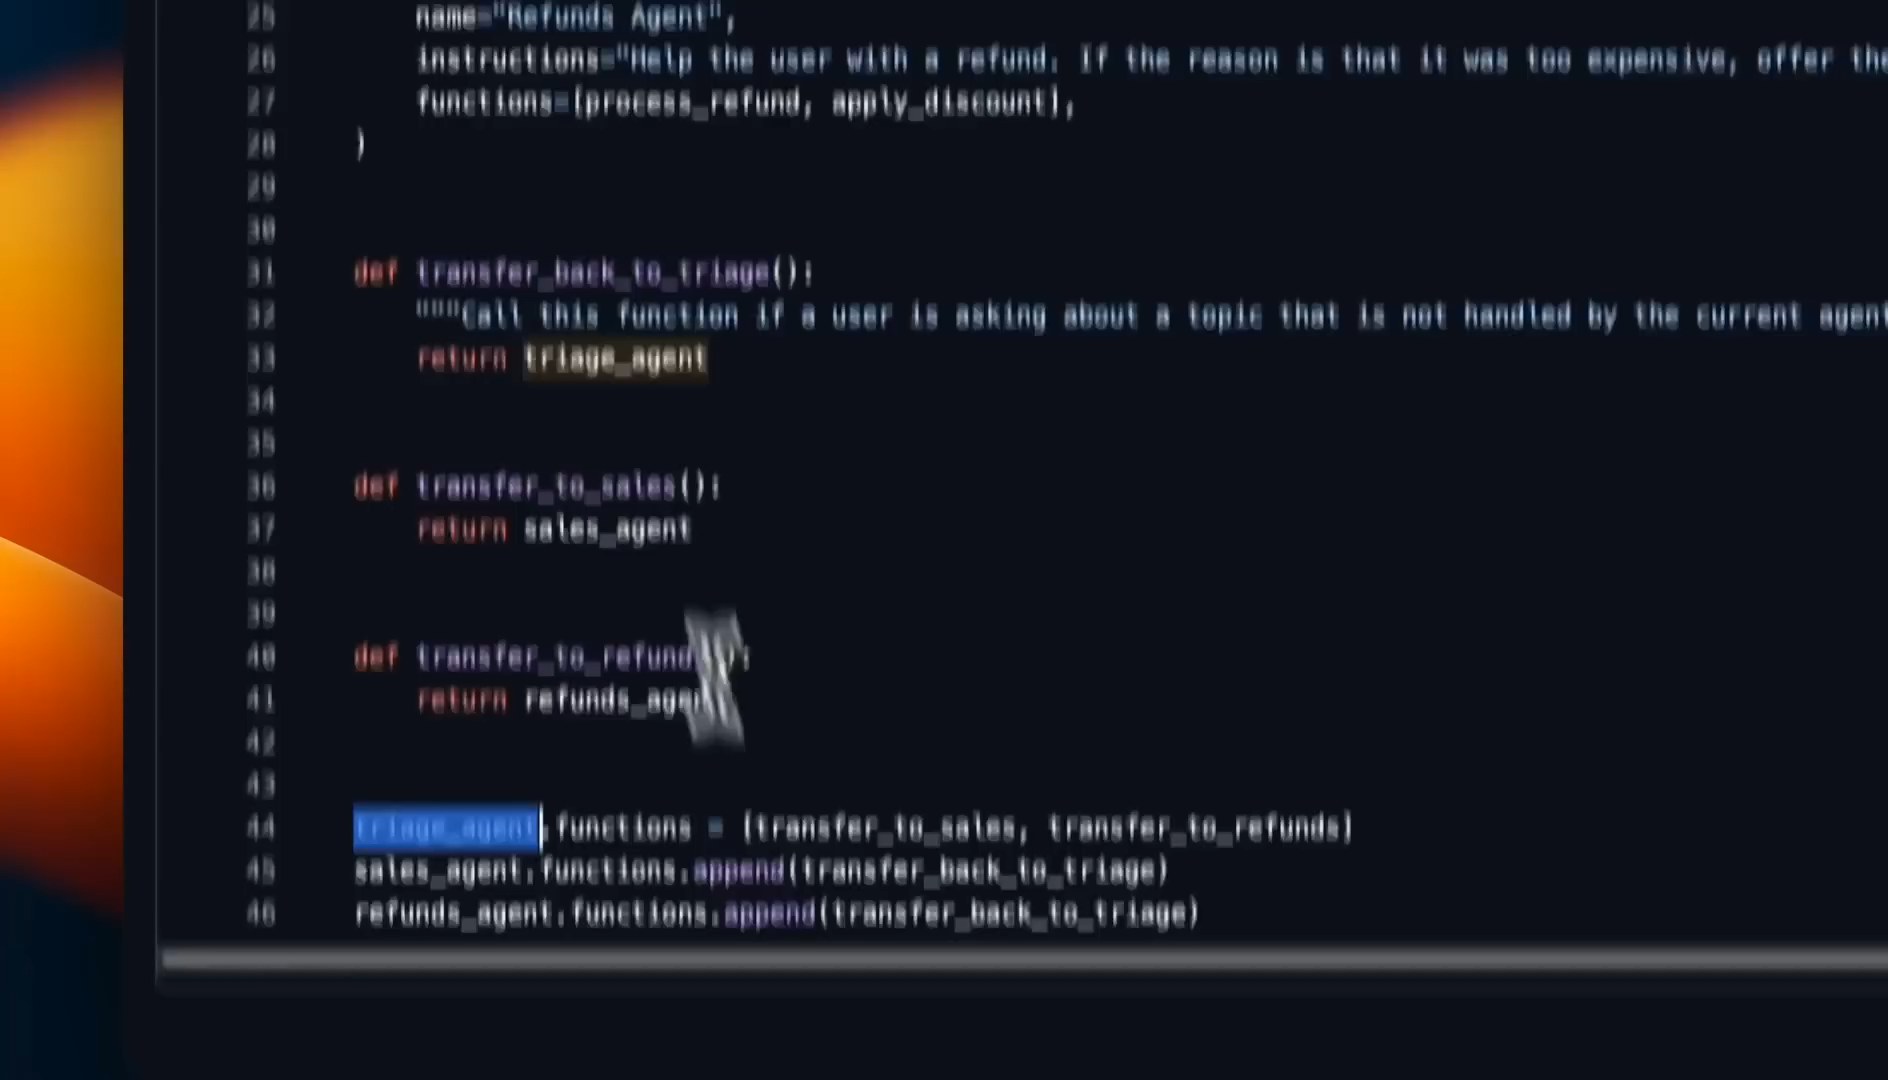 25 name="Refunds Agent",
26 instructions="Help the user with a refund. If the reason is that it was too expensive, offer the
27 functions=[process_refund, apply_discount],
28 )
29
30
31 def transfer_back_to_triage():
32 """Call this function if a user is asking about a topic that is not handled by the current agent
33 return triage_agent
34
35
36 def transfer_to_sales():
37 return sales_agent
38
39
40 def transfer_to_refunds():
41 return refunds_agent
42
43
44 triage_agent.functions = [transfer_to_sales, transfer_to_refunds]
45 sales_agent.functions.append(transfer_back_to_triage)
46 refunds_agent.functions.append(transfer_back_to_triage)